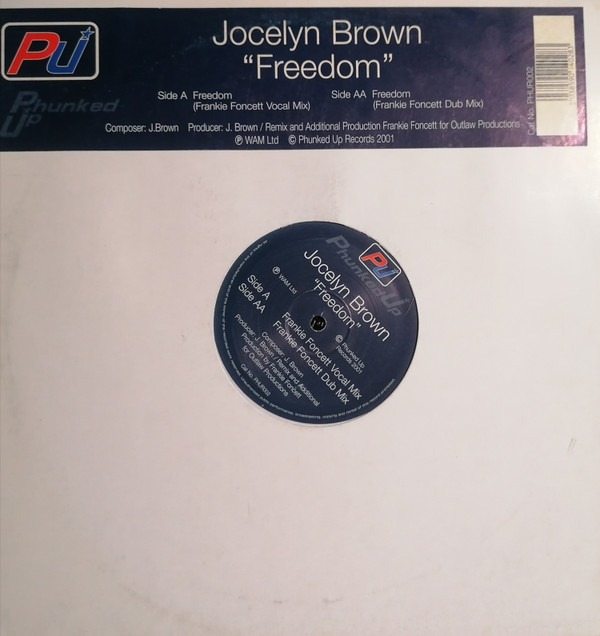 PU
Jocelyn Brown
“Freedom”
Side A Freedom
(Frankie Foncett Vocal Mix)
Side AA Freedom
(Frankie Foncett Dub Mix)
Phunked
Up
Composer: J.Brown Producer: J. Brown / Remix and Additional Production Frankie Foncett for Outlaw Productions
℗ WAM Ltd © Phunked Up Records 2001
Cat No. PHUR002
PU
Phunked Up
Jocelyn Brown
“Freedom”
℗ WAM Ltd
© Phunked Up
Records 2001
Side A Frankie Foncett Vocal Mix
Side AA Frankie Foncett Dub Mix
Composer: J. Brown
Producer: J. Brown / Remix and Additional
Production by Frankie Foncett
for Outlaw Productions
Cat No. PHUR002